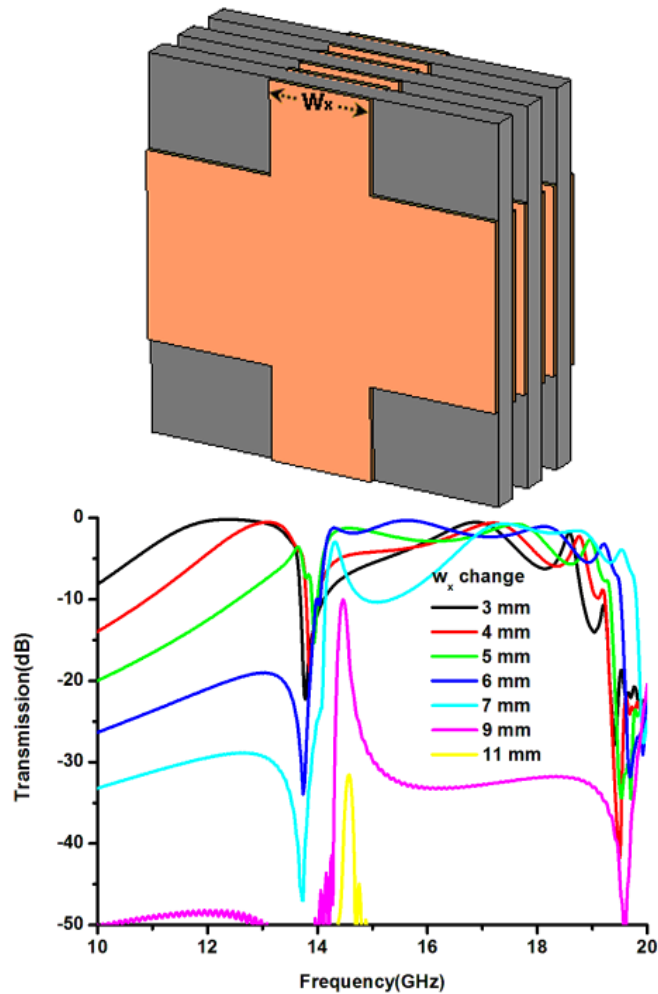 Wx
0
-10
-20
-30
-40
-50
Transmission(dB)
wx change
3 mm
4 mm
5 mm
6 mm
7 mm
9 mm
11 mm
10
12
14
16
18
20
Frequency(GHz)